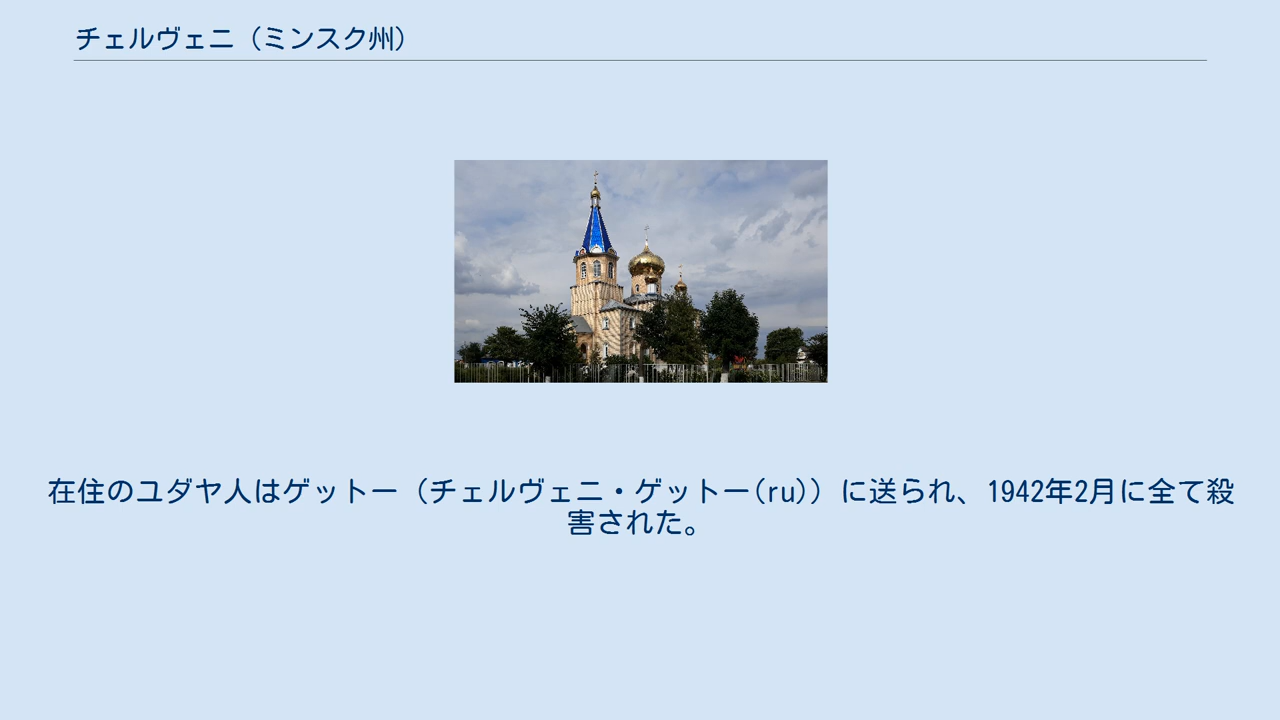 チェルヴェニ（ミンスク州）
在住のユダヤ人はゲットー（チェルヴェニ・ゲットー(ru)）に送られ、1942年2月に全て殺
害された。